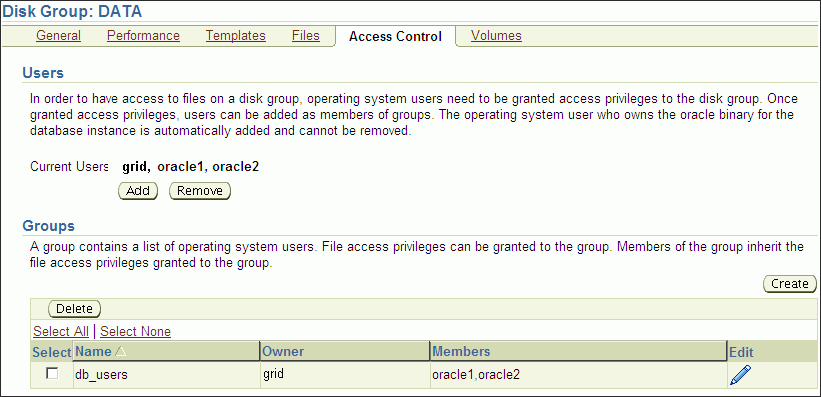 Disk Group: DATA
General Performance Templates Files Access Control Volumes
Users
In order to have access to files on a disk group, operating system users need to be granted access privileges to the disk group. Once
granted access privileges, users can be added as members of groups. The operating system user who owns the oracle binary for the
database instance is automatically added and cannot be removed.
Current Users grid, oracle1, oracle2
Add Remove
Groups
A group contains a list of operating system users. File access privileges can be granted to the group. Members of the group inherit the
file access privileges granted to the group.
Create
Delete
Select All | Select None
Select Name Owner Members Edit
db_users grid oracle1,oracle2